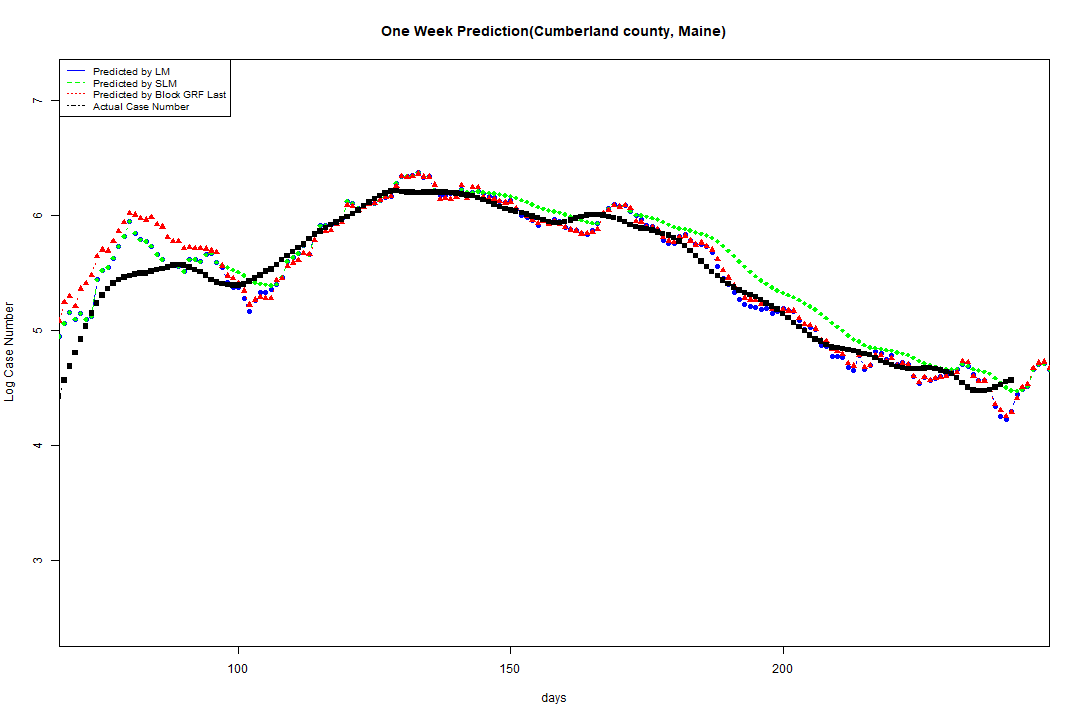 One Week Prediction(Cumberland county, Maine)
Predicted by LM
Predicted by SLM
Predicted by Block GRF Last
Actual Case Number
7
6
5
4
3
Log Case Number
100 150 200
days